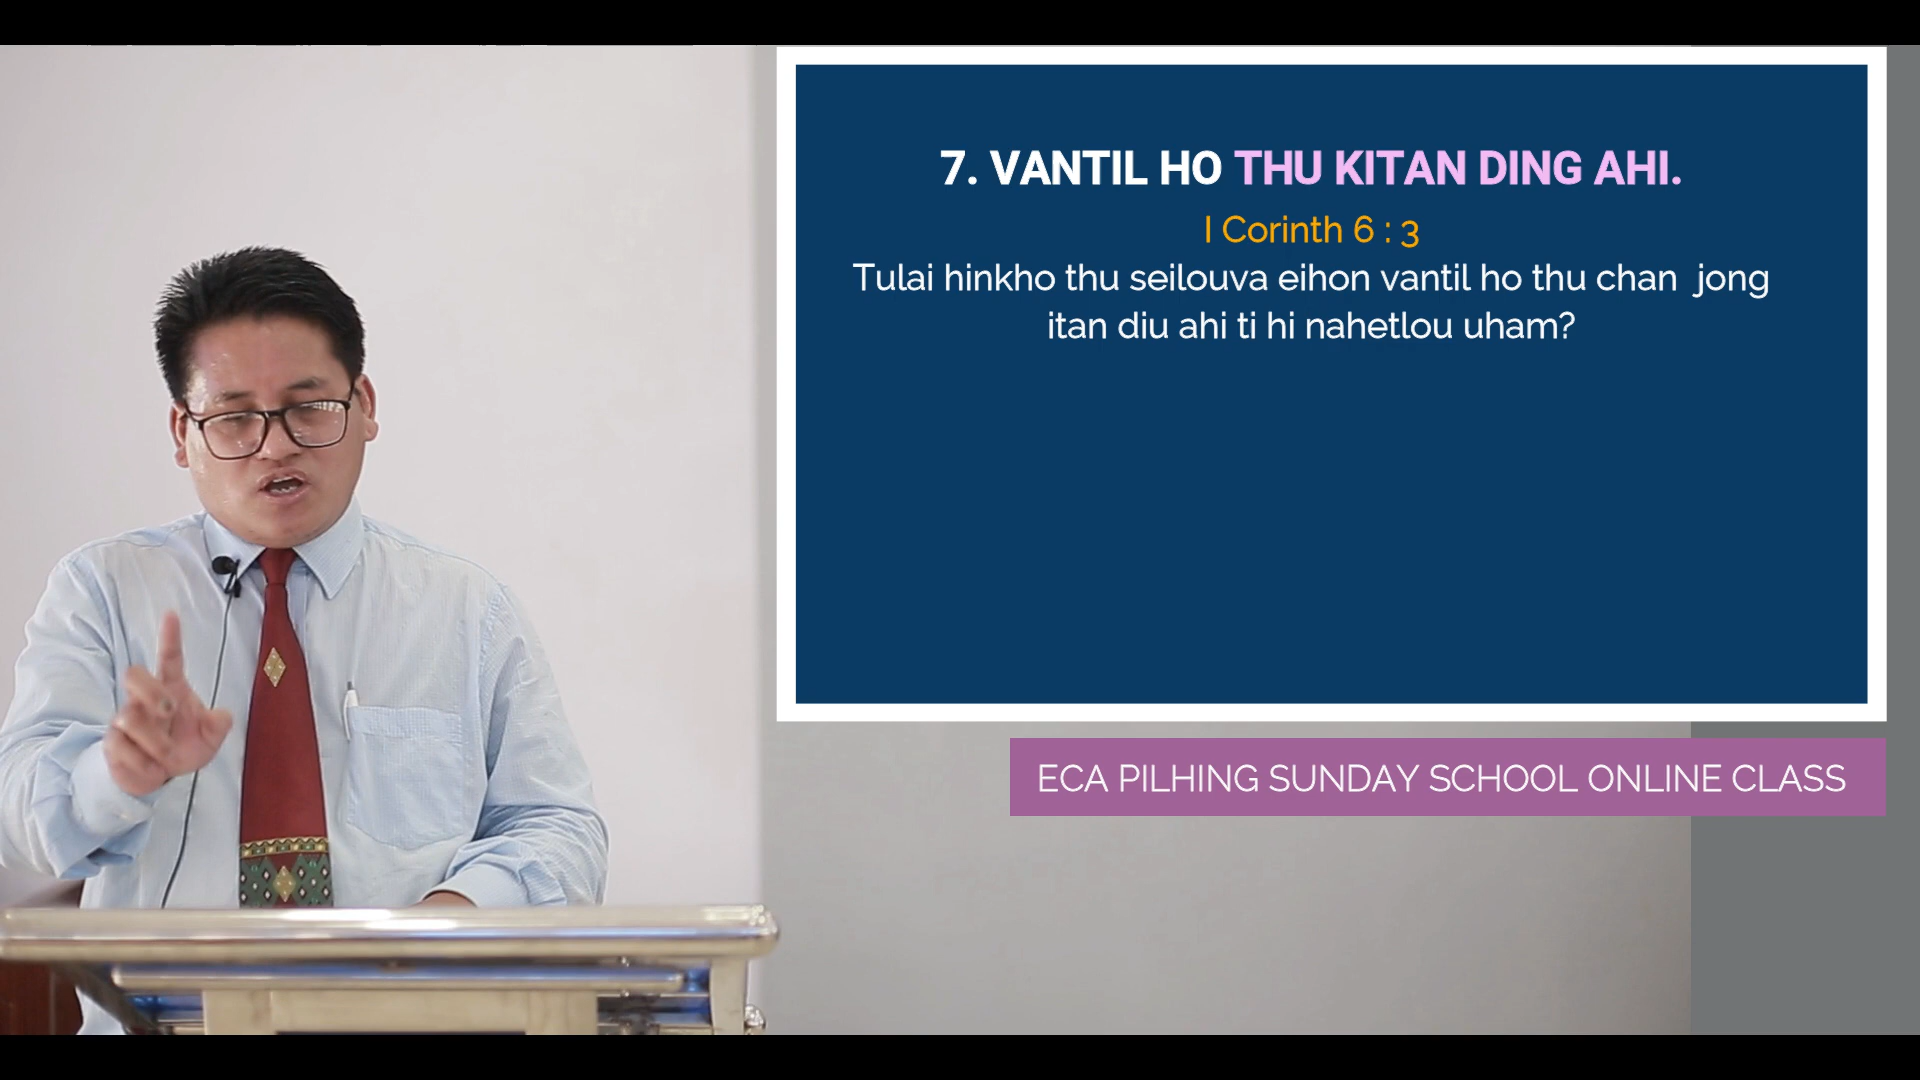 7. VANTIL HO THU KITAN DING AHI.
I Corinth 6 : 3
Tulai hinkho thu seilouva eihon vantil ho thu chan jong
itan diu ahi ti hi nahetlou uham?
ECA PILHING SUNDAY SCHOOL ONLINE CLASS